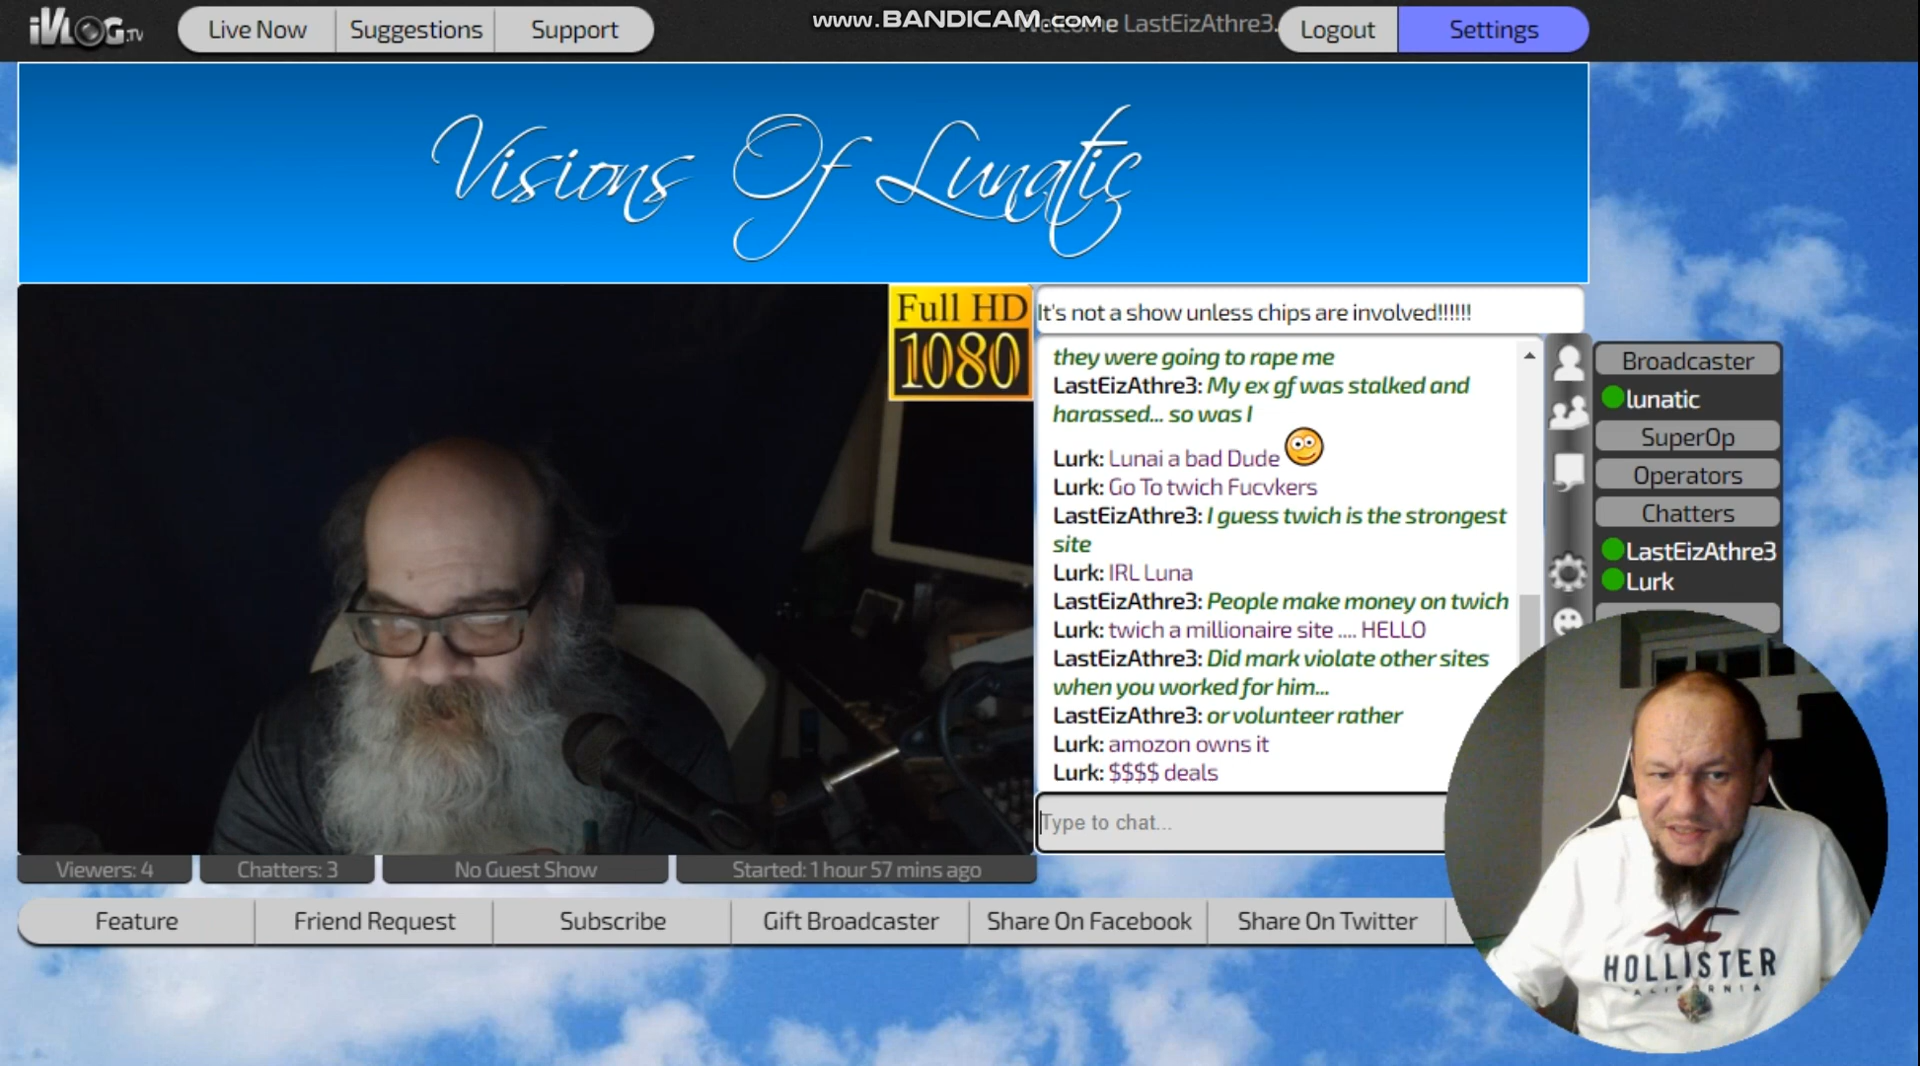 iVLOG.TV
Live Now
Suggestions
Support
www.BANDICAM.com
Welcome LastEizAthre3.
Logout
Settings
Visions Of Lunatic
Full HD
1080
It's not a show unless chips are involved!!!!!!
they were going to rape me
LastEizAthre3: My ex gf was stalked and
harassed... so was I
Lurk: Lunai a bad Dude
Lurk: Go To twich Fucvkers
LastEizAthre3: I guess twich is the strongest
site
Lurk: IRL Luna
LastEizAthre3: People make money on twich
Lurk: twich a millionaire site .... HELLO
LastEizAthre3: Did mark violate other sites
when you worked for him...
LastEizAthre3: or volunteer rather
Lurk: amozon owns it
Lurk: $$$$ deals
Type to chat...
Broadcaster
lunatic
SuperOp
Operators
Chatters
LastEizAthre3
Lurk
Viewers: 4
Chatters: 3
No Guest Show
Started: 1 hour 57 mins ago
Feature
Friend Request
Subscribe
Gift Broadcaster
Share On Facebook
Share On Twitter
HOLLISTER
CALIFORNIA